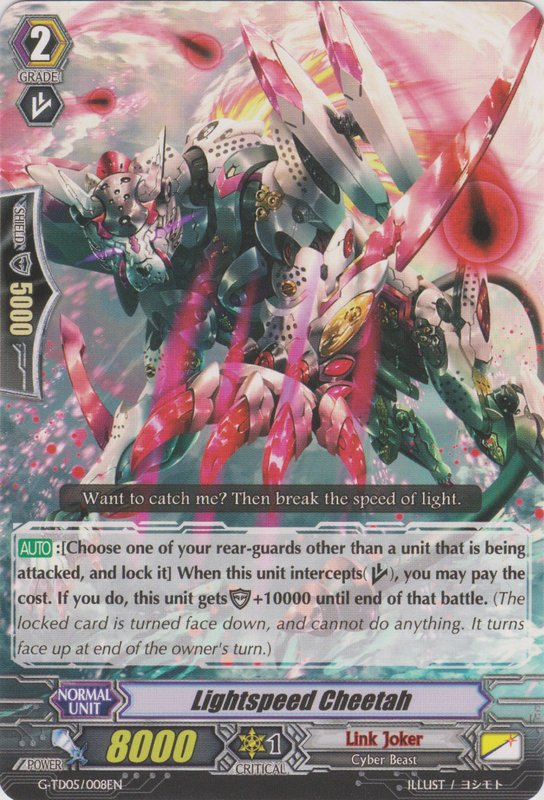 2
GRADE
SHIELD
5000
Want to catch me? Then break the speed of light.
AUTO:[Choose one of your rear-guards other than a unit that is being
attacked, and lock it] When this unit intercepts( ), you may pay the
cost. If you do, this unit gets +10000 until end of that battle. (The
locked card is turned face down, and cannot do anything. It turns
face up at end of the owner's turn.)
NORMAL
UNIT
Lightspeed Cheetah
POWER
8000
1
CRITICAL
Link Joker
Cyber Beast
G-TD05/008EN
ILLUST / ヨシモト